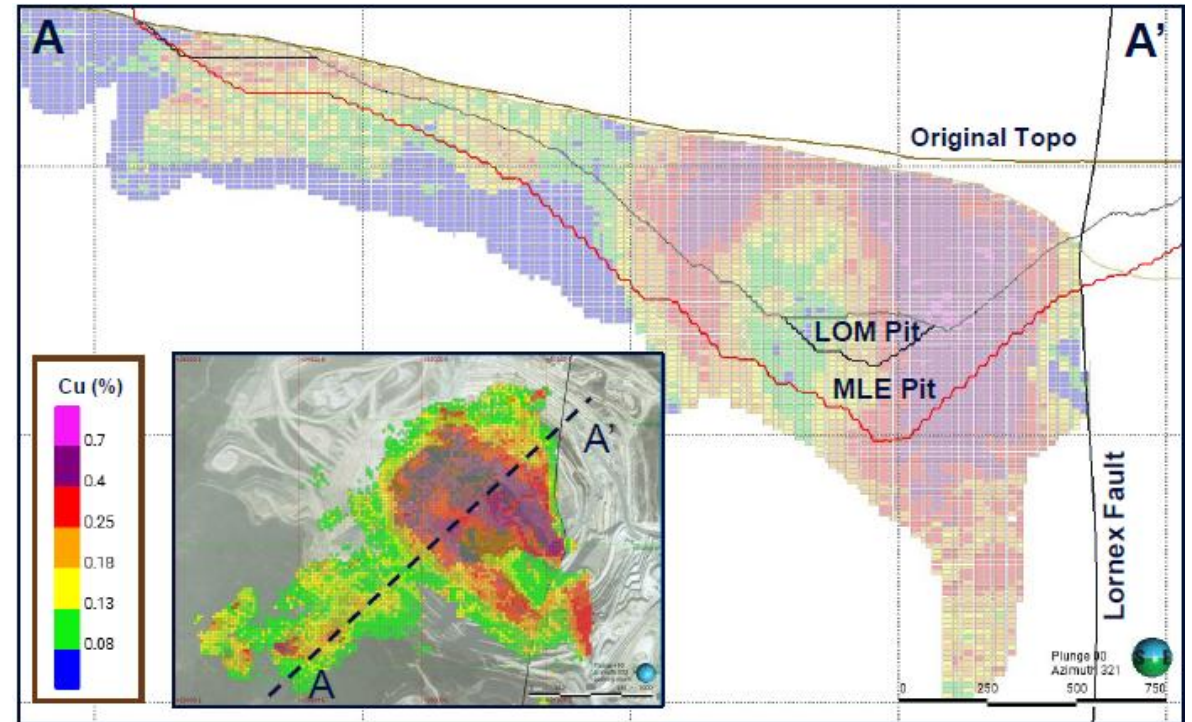 A
A'
Original Topo
LOM Pit
MLE Pit
Lornex Fault
Cu (%)
0.7
0.4
0.25
0.18
0.13
0.08
A'
A
Plunge 00
Azimuth 321
0 250 500 750